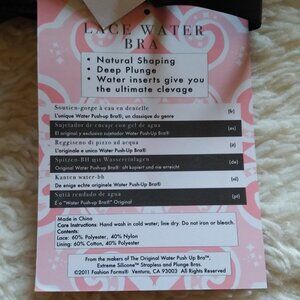 LACE WATER
BRA
• Natural Shaping
• Deep Plunge
• Water inserts give you
the ultimate clevage
Soutien-gorge à eau en dentelle (fr)
L'unique Water Push-up Bra®, un classique du genre
Sujetador de encaje con gel de agua (es)
El original y exclusivo sujetador Water Push-Up Bra®
Reggiseno di pizzo ad acqua (it)
L'originale e unico Water Push-Up Bra®
Spitzen-BH mit Wassereinlagen (de)
Original Water Push-Up Bra® oft kopiert und nie erreicht
Kanten water-bh (nl)
De enige echte originele Water Push-Up Bra®
Sutiã rendado de agua (pt)
É o "Water Push-Up Bra®" Original
Made in China
Care Instructions: Hand wash in cold water; line dry. Do not iron or bleach.
Contents:
Lace: 60% Polyester, 40% Nylon
Lining: 60% Cotton, 40% Polyester
From the makers of The Original Water Push Up Bra™,
Extreme Silicone™ Strapless and Plunge Bras.
©2011 Fashion Forms® Ventura, CA 93003 All Rights Reserved